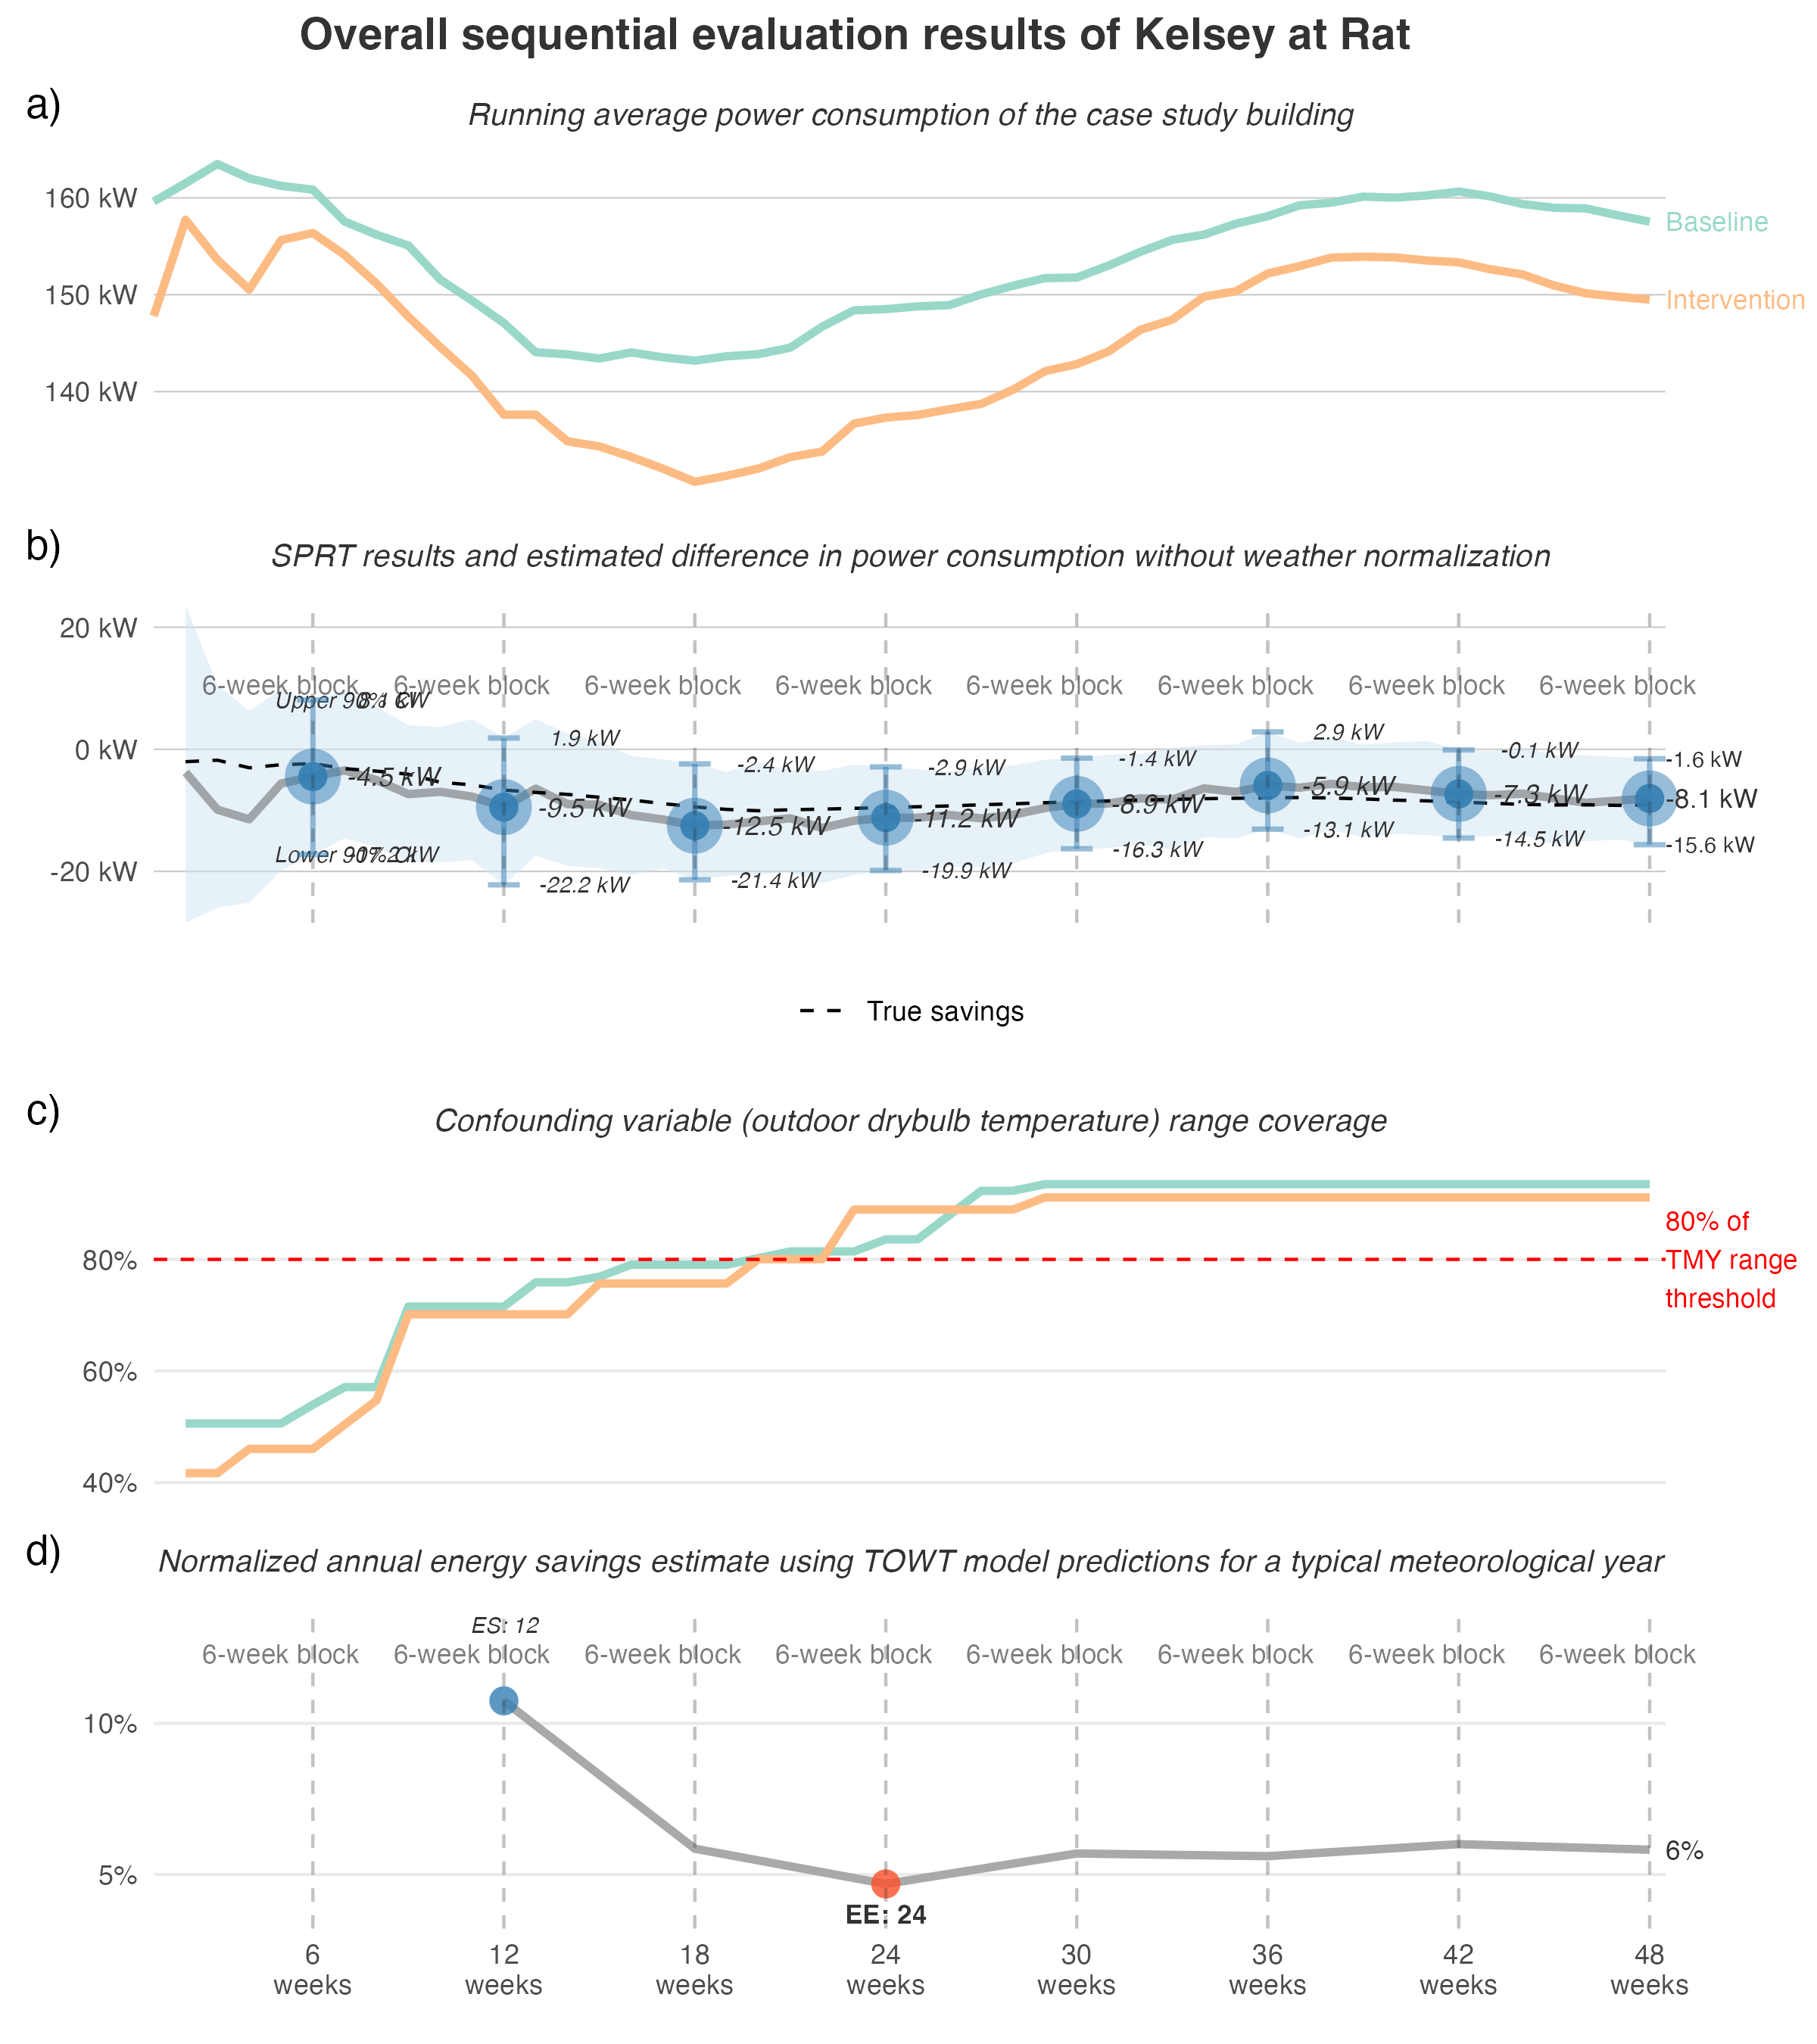 Overall sequential evaluation results of Kelsey at Rat
a)
Running average power consumption of the case study building
160 kW
150 kW
140 kW
Baseline
Intervention
b)
SPRT results and estimated difference in power consumption without weather normalization
20 kW
0 kW
-20 kW
6-week block
6-week block
6-week block
6-week block
6-week block
6-week block
6-week block
6-week block
Upper 90% CI
8.1 kW
1.9 kW
-2.4 kW
-2.9 kW
-1.4 kW
2.9 kW
-0.1 kW
-1.6 kW
-4.5 kW
-9.5 kW
-12.5 kW
-11.2 kW
-8.9 kW
-5.9 kW
-7.3 kW
-8.1 kW
Lower 90% CI
-17.2 kW
-22.2 kW
-21.4 kW
-19.9 kW
-16.3 kW
-13.1 kW
-14.5 kW
-15.6 kW
True savings
c)
Confounding variable (outdoor drybulb temperature) range coverage
80%
60%
40%
80% of
TMY range
threshold
d)
Normalized annual energy savings estimate using TOWT model predictions for a typical meteorological year
ES: 12
6-week block
6-week block
6-week block
6-week block
6-week block
6-week block
6-week block
6-week block
10%
5%
6%
EE: 24
6
weeks
12
weeks
18
weeks
24
weeks
30
weeks
36
weeks
42
weeks
48
weeks